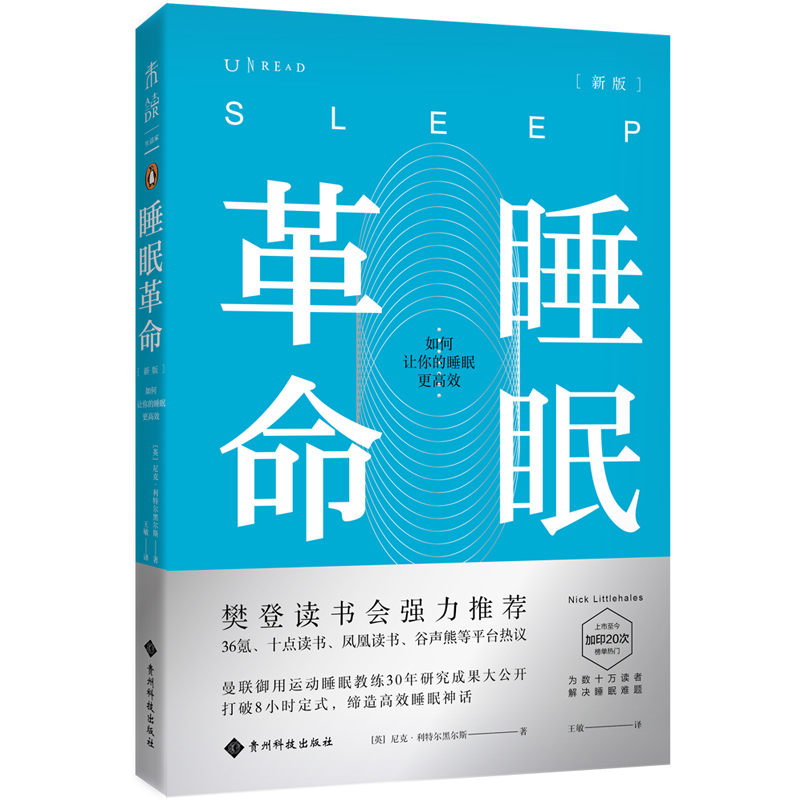 UNREAD
[新版]
SLEEP
睡眠
革命
如何
让你的睡眠
更高效
樊登读书会强力推荐
36氪、十点读书、凤凰读书、谷声熊等平台热议
曼联御用运动睡眠教练30年研究成果大公开
打破8小时定式，缔造高效睡眠神话
Nick Littlehales
上市至今
加印20次
榜单热门
为数十万读者
解决睡眠难题
贵州科技出版社
[英] 尼克·利特尔黑尔斯——著
王敏——译
未
睡眠革命
[新版]
如何
让你的睡眠
更高效
[英] 尼克·利特尔黑尔斯——著
王敏——译
贵州科技出版社